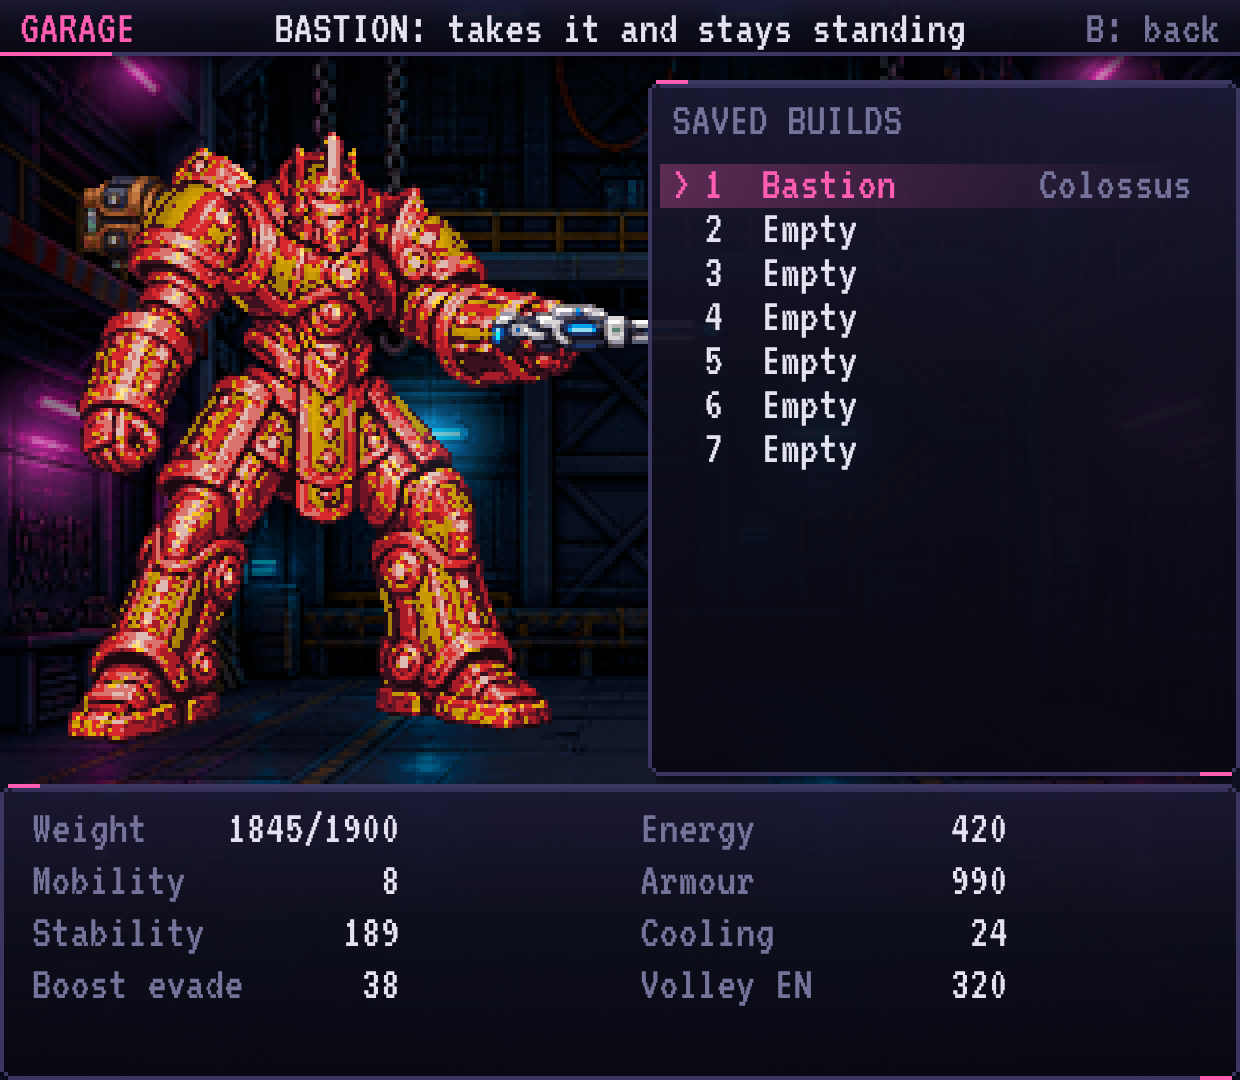 GARAGE BASTION: takes it and stays standing B: back
SAVED BUILDS
> 1 Bastion Colossus
2 Empty
3 Empty
4 Empty
5 Empty
6 Empty
7 Empty
Weight 1845/1900 Energy 420
Mobility 8 Armour 990
Stability 189 Cooling 24
Boost evade 38 Volley EN 320